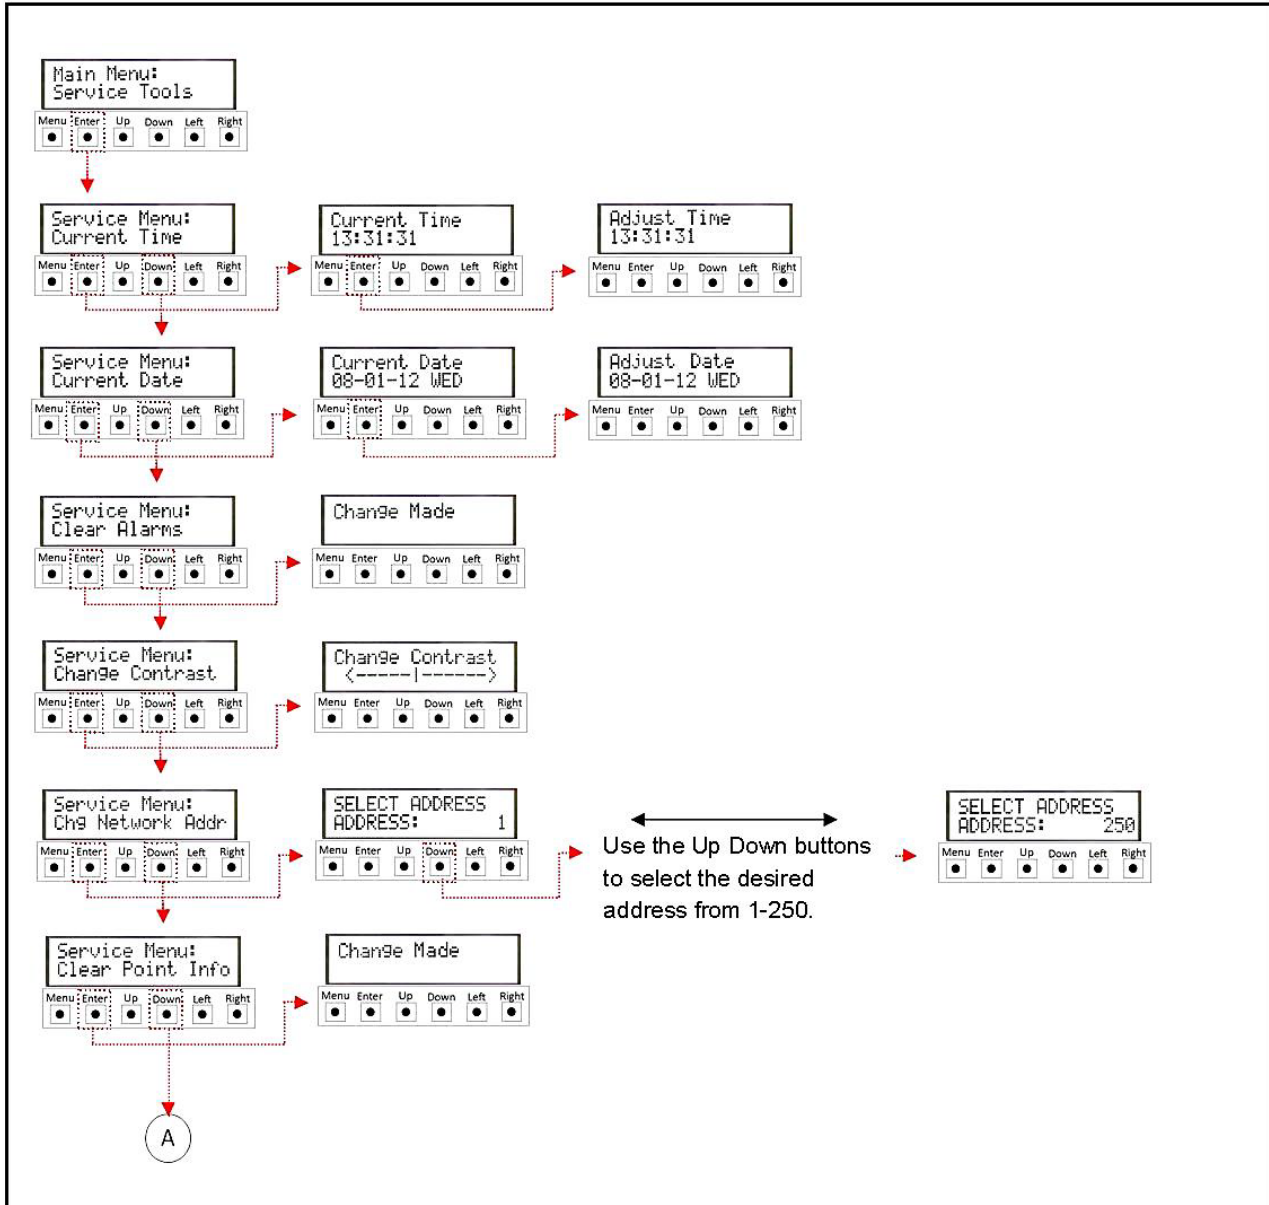 Main Menu:
Service Tools
Menu Enter Up Down Left Right
Service Menu:
Current Time
Menu Enter Up Down Left Right
Current Time
13:31:31
Menu Enter Up Down Left Right
Adjust Time
13:31:31
Menu Enter Up Down Left Right
Service Menu:
Current Date
Menu Enter Up Down Left Right
Current Date
08-01-12 WED
Menu Enter Up Down Left Right
Adjust Date
08-01-12 WED
Menu Enter Up Down Left Right
Service Menu:
Clear Alarms
Menu Enter Up Down Left Right
Change Made
Menu Enter Up Down Left Right
Service Menu:
Change Contrast
Menu Enter Up Down Left Right
Change Contrast
<-----|------>
Menu Enter Up Down Left Right
Service Menu:
Chg Network Addr
Menu Enter Up Down Left Right
SELECT ADDRESS
ADDRESS: 1
Menu Enter Up Down Left Right
Use the Up Down buttons
to select the desired
address from 1-250.
SELECT ADDRESS
ADDRESS: 250
Menu Enter Up Down Left Right
Service Menu:
Clear Point Info
Menu Enter Up Down Left Right
Change Made
Menu Enter Up Down Left Right
A